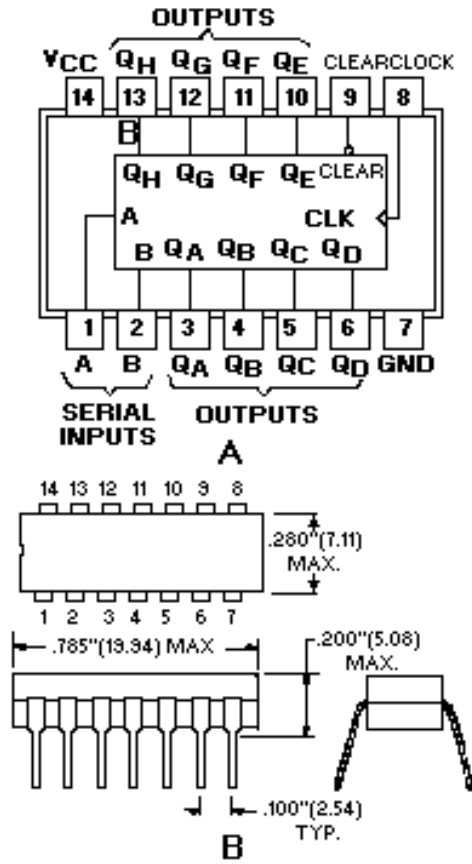 OUTPUTS
VCC QH QG QF QE CLEAR CLOCK
14 13 12 11 10 9 8
B
QH QG QF QE CLEAR
A CLK
B QA QB QC QD
1 2 3 4 5 6 7
A B QA QB QC QD GND
SERIAL INPUTS OUTPUTS
A
14 13 12 11 10 9 8
.280"(7.11)
MAX.
1 2 3 4 5 6 7
.785"(19.94) MAX
.200"(5.08)
MAX.
.100"(2.54)
TYP.
B